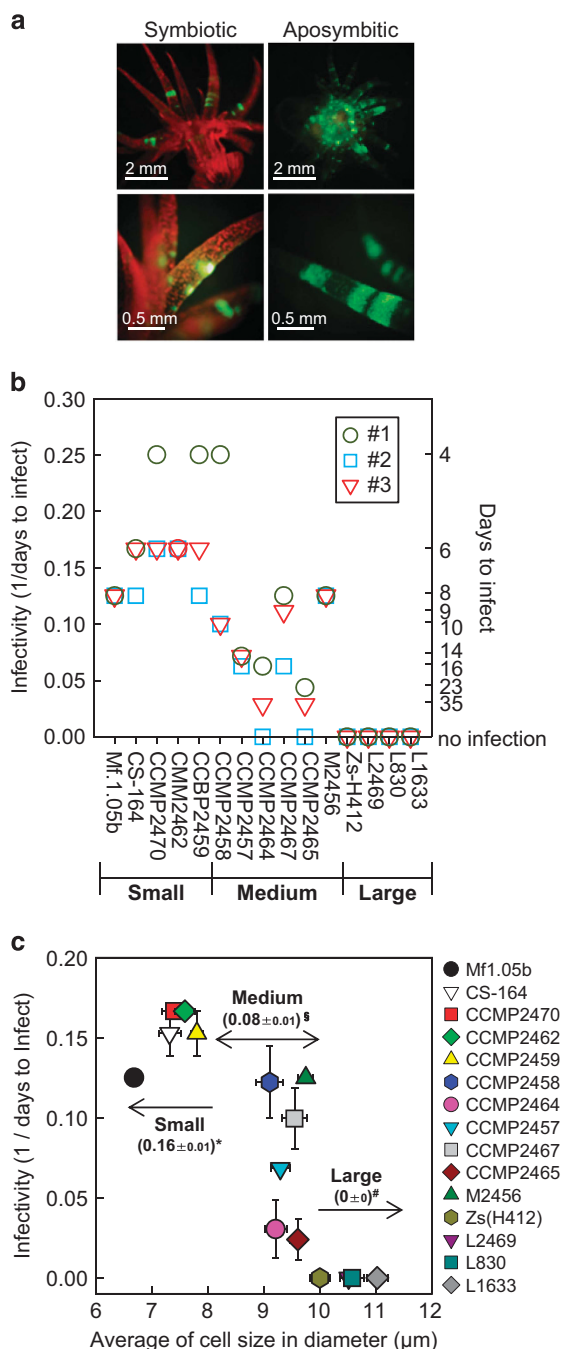 a
Symbiotic Aposymbitic
2 mm 2 mm
0.5 mm 0.5 mm
b
Infectivity (1/days to infect)
0.30
0.25
0.20
0.15
0.10
0.05
0.00
#1
#2
#3
Days to infect
4
6
8
9
10
14
16
23
35
no infection
Mf.1.05b
CS-164
CCMP2470
CMM2462
CCBP2459
CCMP2458
CCMP2457
CCMP2464
CCMP2467
CCMP2465
M2456
Zs-H412
L2469
L830
L1633
Small Medium Large
c
Infectivity (1 / days to Infect)
0.20
0.15
0.10
0.05
0.00
Medium
(0.08±0.01)§
Small
(0.16±0.01)*
Large
(0±0)#
6 7 8 9 10 11 12
Average of cell size in diameter (μm)
Mf1.05b
CS-164
CCMP2470
CCMP2462
CCMP2459
CCMP2458
CCMP2464
CCMP2457
CCMP2467
CCMP2465
M2456
Zs(H412)
L2469
L830
L1633